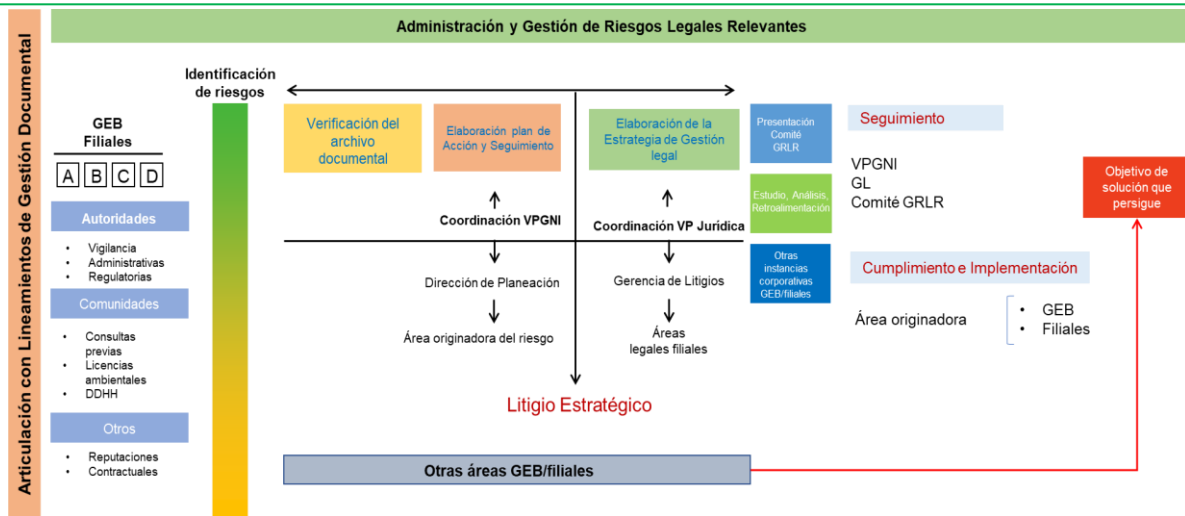 Articulación con Lineamientos de Gestión Documental
Administración y Gestión de Riesgos Legales Relevantes
GEB
Filiales
A B C D
Autoridades
• Vigilancia
• Administrativas
• Regulatorias
Comunidades
• Consultas
previas
• Licencias
ambientales
• DDHH
Otros
• Reputaciones
• Contractuales
Identificación
de riesgos
Verificación del
archivo
documental
Elaboración plan de
Acción y Seguimiento
Elaboración de la
Estrategia de Gestión
legal
Coordinación VPGNI
Coordinación VP Jurídica
Dirección de Planeación
Gerencia de Litigios
Área originadora del riesgo
Áreas
legales filiales
Litigio Estratégico
Otras áreas GEB/filiales
Presentación
Comité
GRLR
Estudio, Análisis,
Retroalimentación
Otras
instancias
corporativas
GEB/filiales
Seguimiento
VPGNI
GL
Comité GRLR
Cumplimiento e Implementación
Área originadora
• GEB
• Filiales
Objetivo de
solución que
persigue